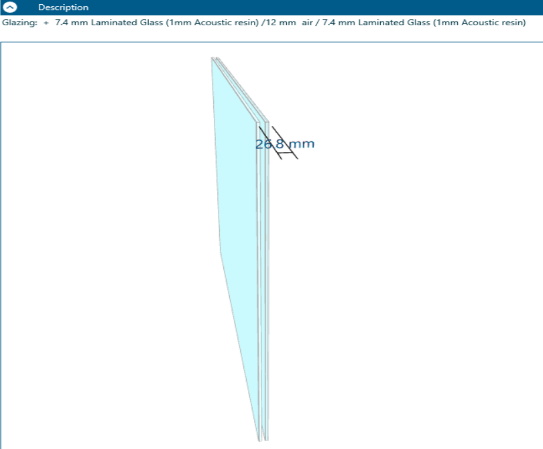 Description
Glazing: + 7.4 mm Laminated Glass (1mm Acoustic resin) /12 mm air / 7.4 mm Laminated Glass (1mm Acoustic resin)
26.8 mm